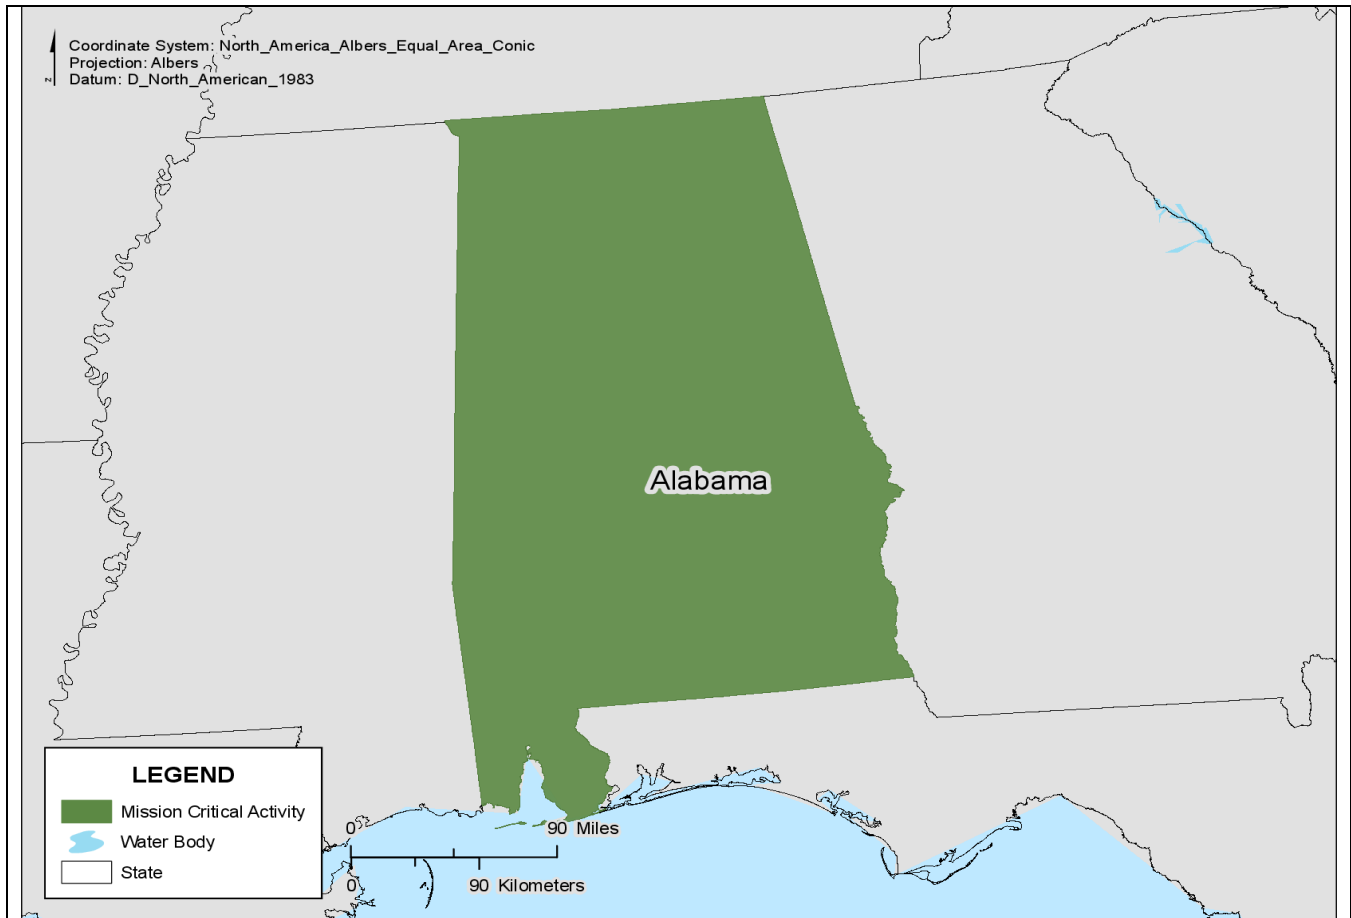 Coordinate System: North_America_Albers_Equal_Area_Conic
Projection: Albers
Datum: D_North_American_1983
N
Alabama
LEGEND
Mission Critical Activity
Water Body
State
0 90 Miles
0 90 Kilometers